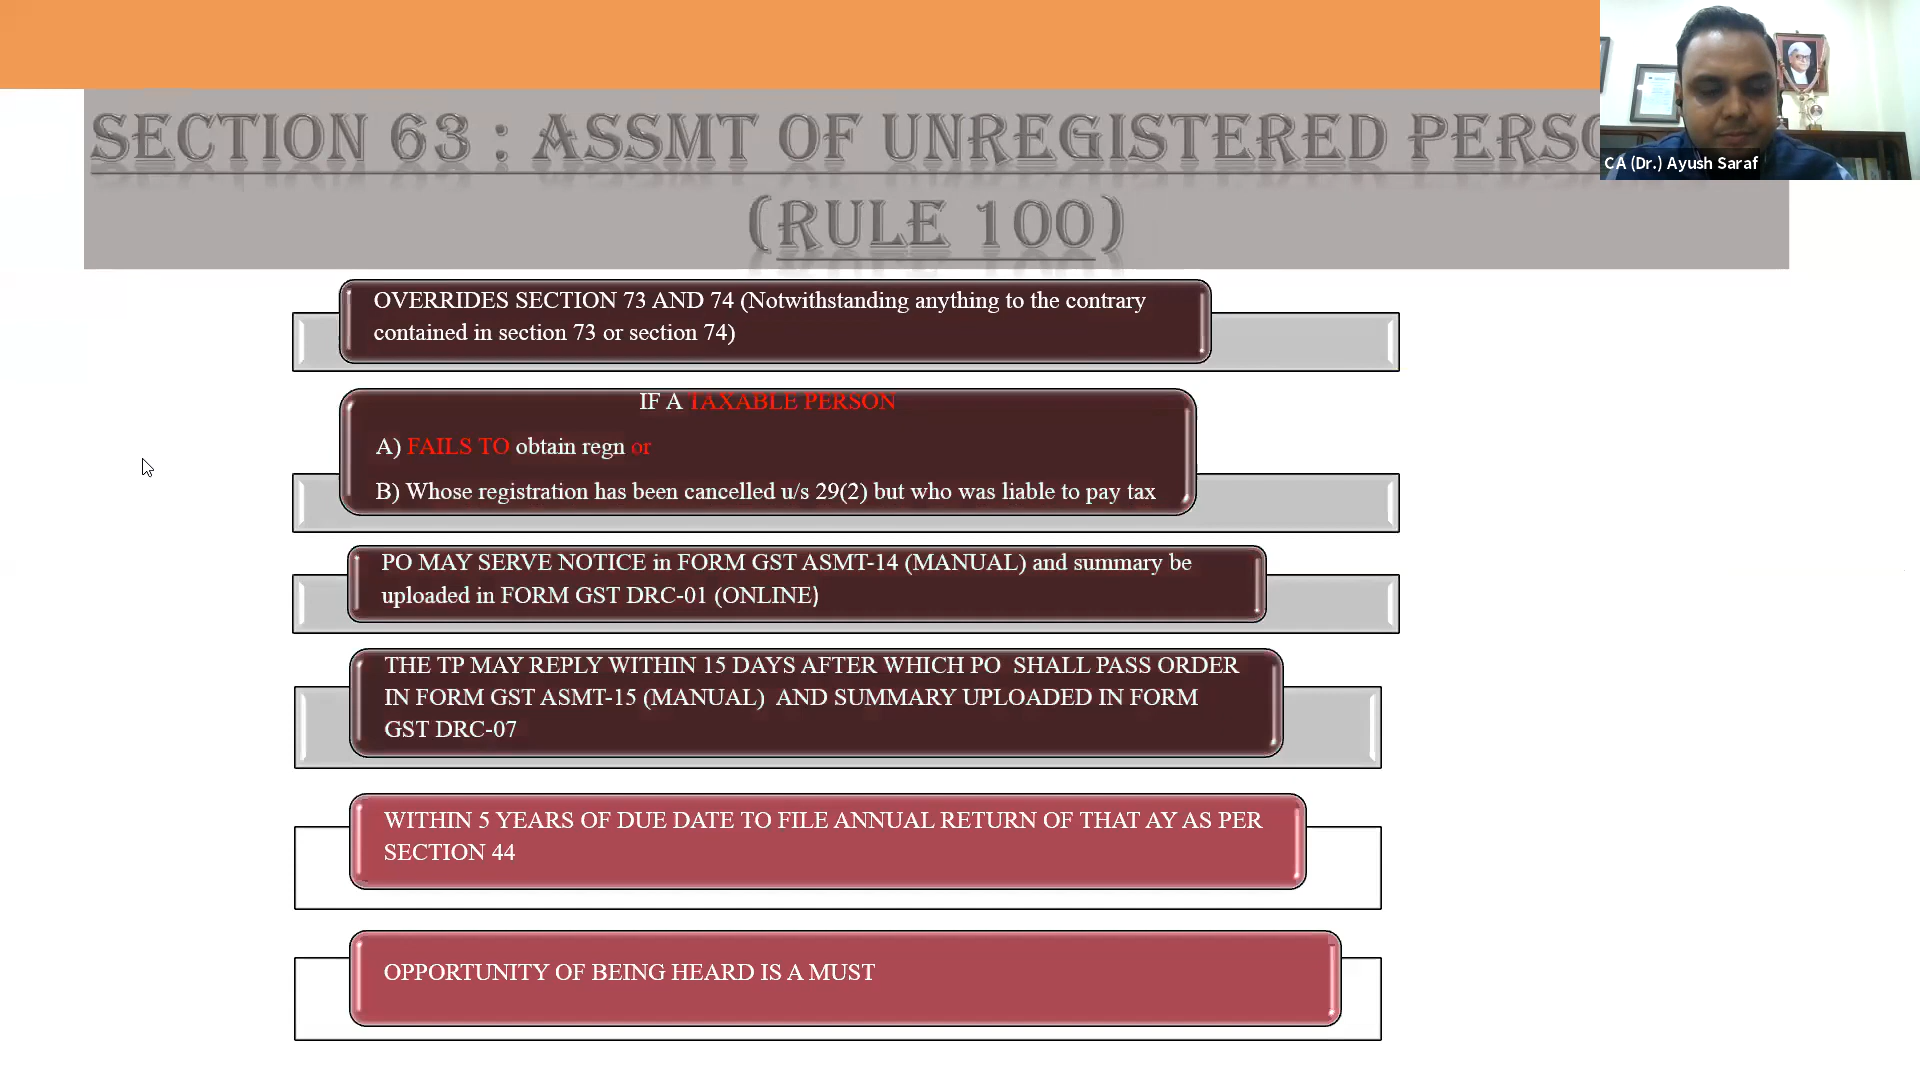 SECTION 63 : ASSMT OF UNREGISTERED PERSO
(RULE 100)
CA (Dr.) Ayush Saraf
OVERRIDES SECTION 73 AND 74 (Notwithstanding anything to the contrary
contained in section 73 or section 74)
IF A TAXABLE PERSON
A) FAILS TO obtain regn or
B) Whose registration has been cancelled u/s 29(2) but who was liable to pay tax
PO MAY SERVE NOTICE in FORM GST ASMT-14 (MANUAL) and summary be
uploaded in FORM GST DRC-01 (ONLINE)
THE TP MAY REPLY WITHIN 15 DAYS AFTER WHICH PO SHALL PASS ORDER
IN FORM GST ASMT-15 (MANUAL) AND SUMMARY UPLOADED IN FORM
GST DRC-07
WITHIN 5 YEARS OF DUE DATE TO FILE ANNUAL RETURN OF THAT AY AS PER
SECTION 44
OPPORTUNITY OF BEING HEARD IS A MUST